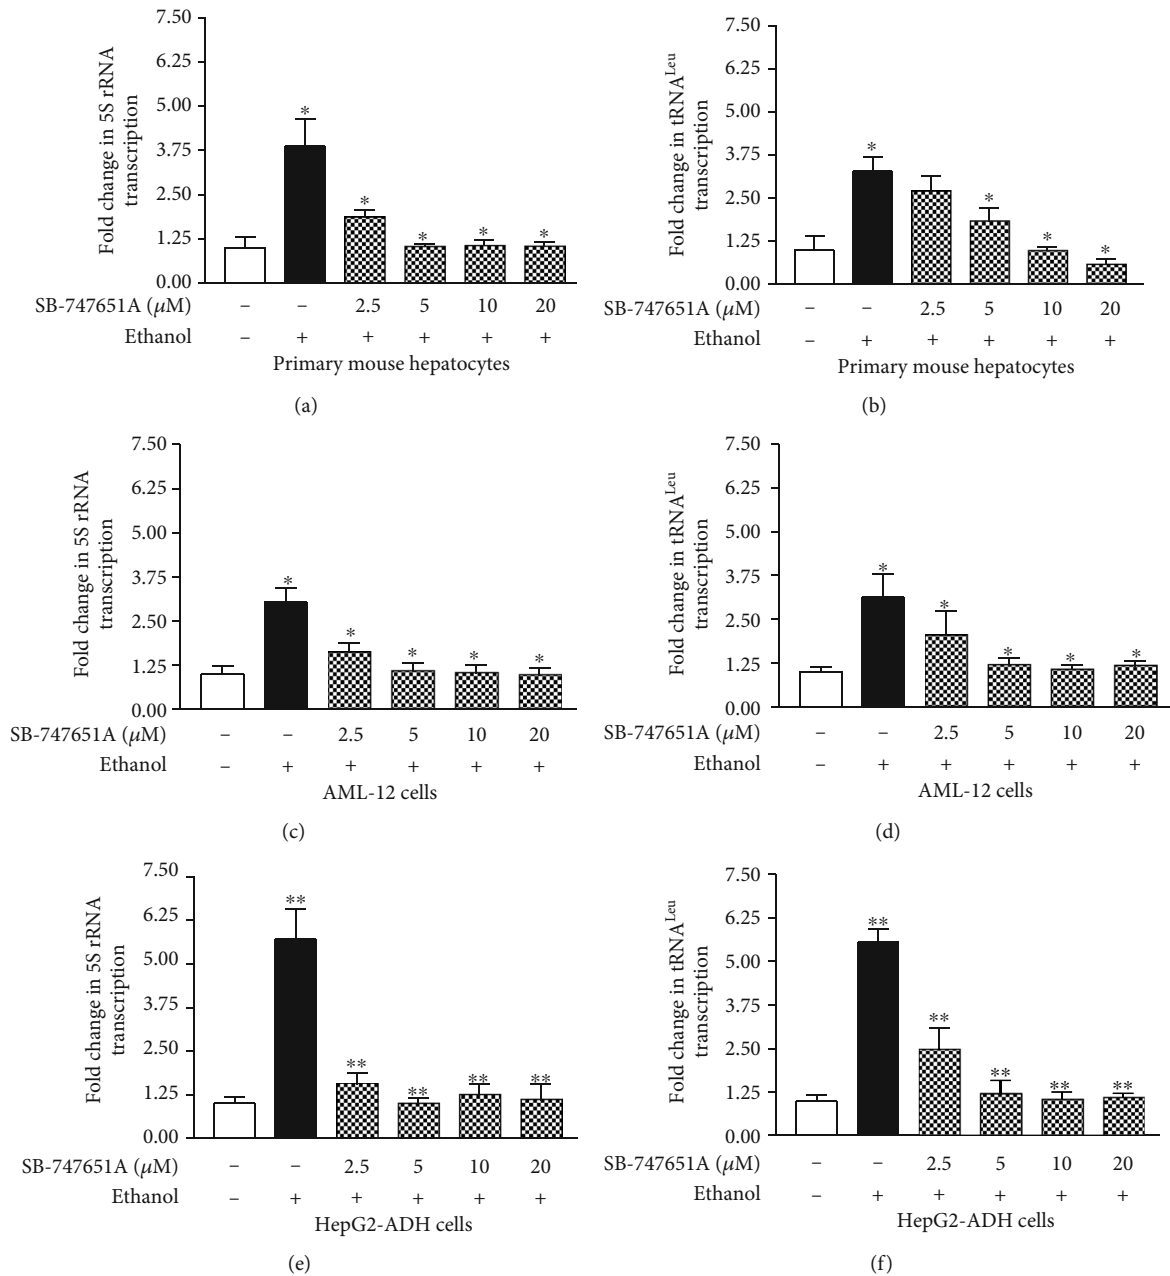 Fold change in 5S rRNA
transcription
7.50
6.25
5.00
3.75
2.50
1.25
0.00
* * * * * *
SB-747651A (μM) – – 2.5 5 10 20
Ethanol – + + + + +
Primary mouse hepatocytes
(a)
Fold change in tRNA^Leu
transcription
7.50
6.25
5.00
3.75
2.50
1.25
0.00
* * * *
SB-747651A (μM) – – 2.5 5 10 20
Ethanol – + + + + +
Primary mouse hepatocytes
(b)
Fold change in 5S rRNA
transcription
7.50
6.25
5.00
3.75
2.50
1.25
0.00
* * * * *
SB-747651A (μM) – – 2.5 5 10 20
Ethanol – + + + + +
AML-12 cells
(c)
Fold change in tRNA^Leu
transcription
7.50
6.25
5.00
3.75
2.50
1.25
0.00
* * * * *
SB-747651A (μM) – – 2.5 5 10 20
Ethanol – + + + + +
AML-12 cells
(d)
Fold change in 5S rRNA
transcription
7.50
6.25
5.00
3.75
2.50
1.25
0.00
** ** ** ** **
SB-747651A (μM) – – 2.5 5 10 20
Ethanol – + + + + +
HepG2-ADH cells
(e)
Fold change in tRNA^Leu
transcription
7.50
6.25
5.00
3.75
2.50
1.25
0.00
** ** ** ** **
SB-747651A (μM) – – 2.5 5 10 20
Ethanol – + + + + +
HepG2-ADH cells
(f)